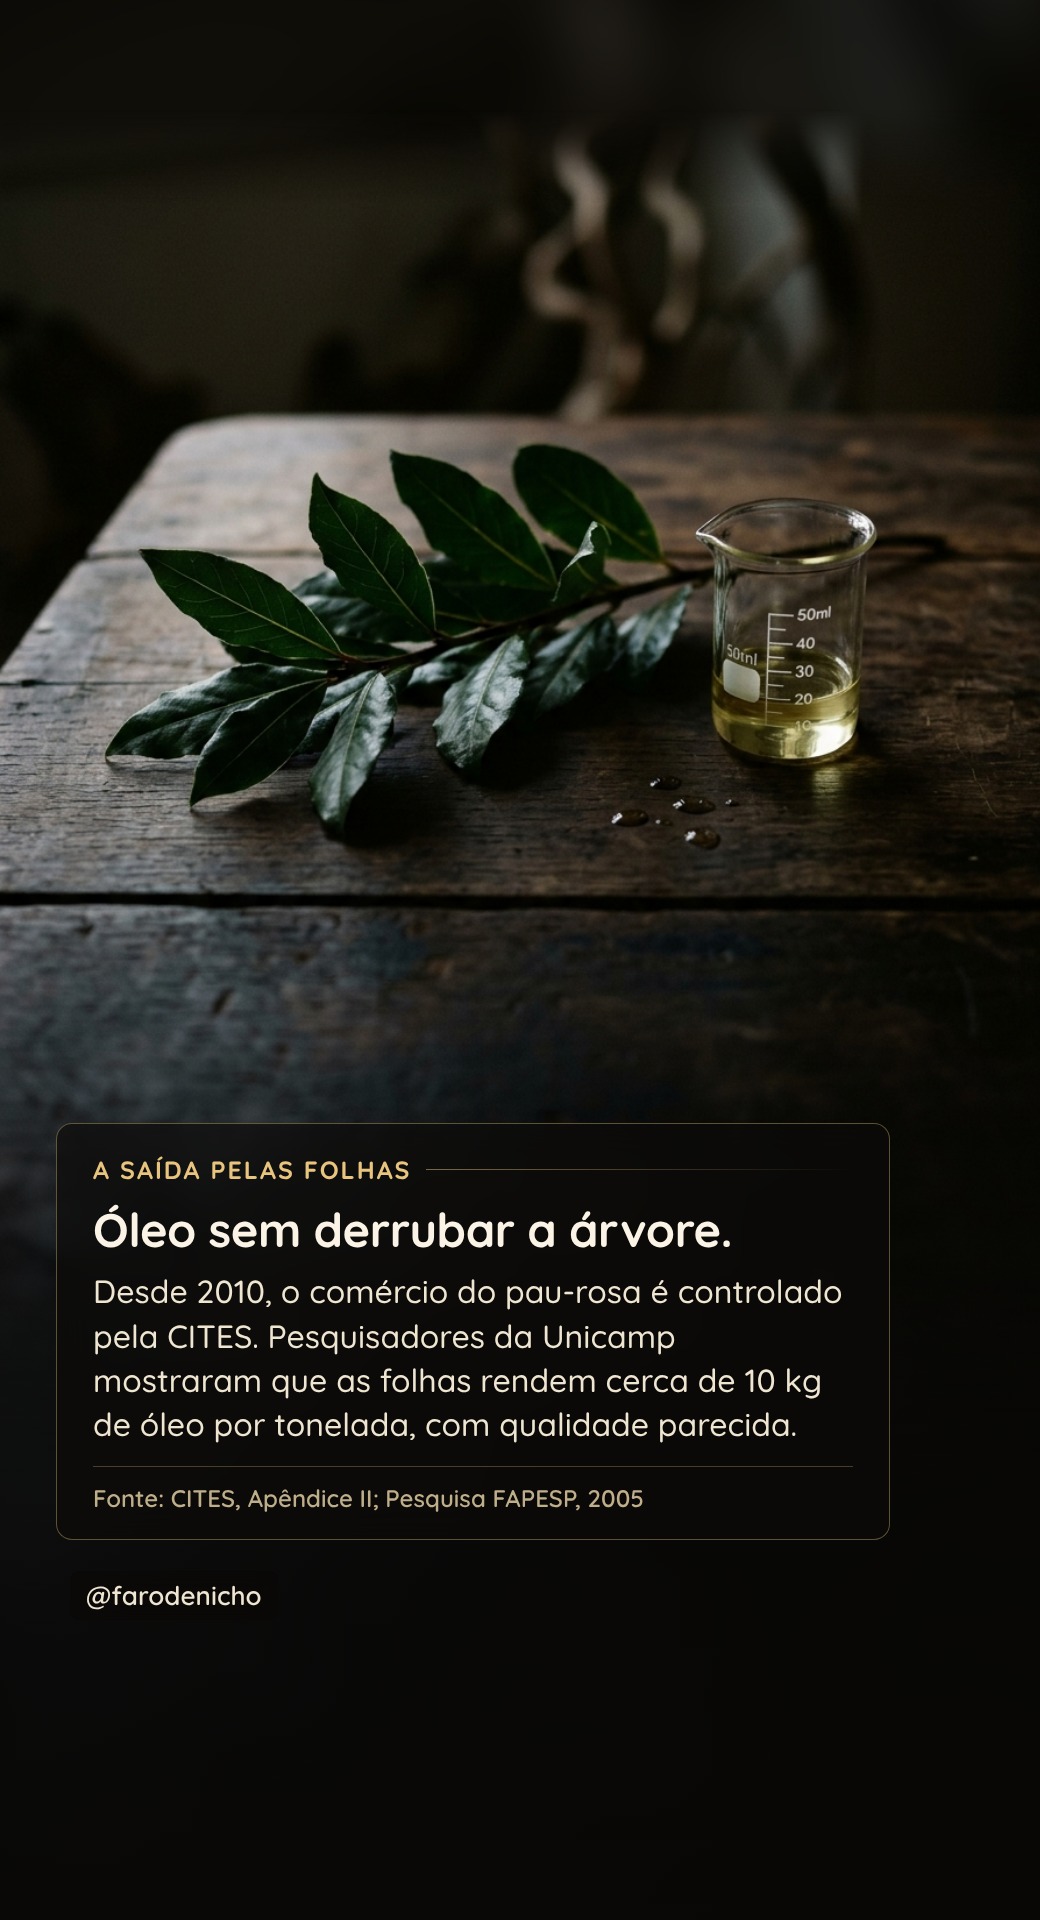 50ml
40
50ml
30
20
10
A SAÍDA PELAS FOLHAS
Óleo sem derrubar a árvore.
Desde 2010, o comércio do pau-rosa é controlado
pela CITES. Pesquisadores da Unicamp
mostraram que as folhas rendem cerca de 10 kg
de óleo por tonelada, com qualidade parecida.
Fonte: CITES, Apêndice II; Pesquisa FAPESP, 2005
@farodenicho